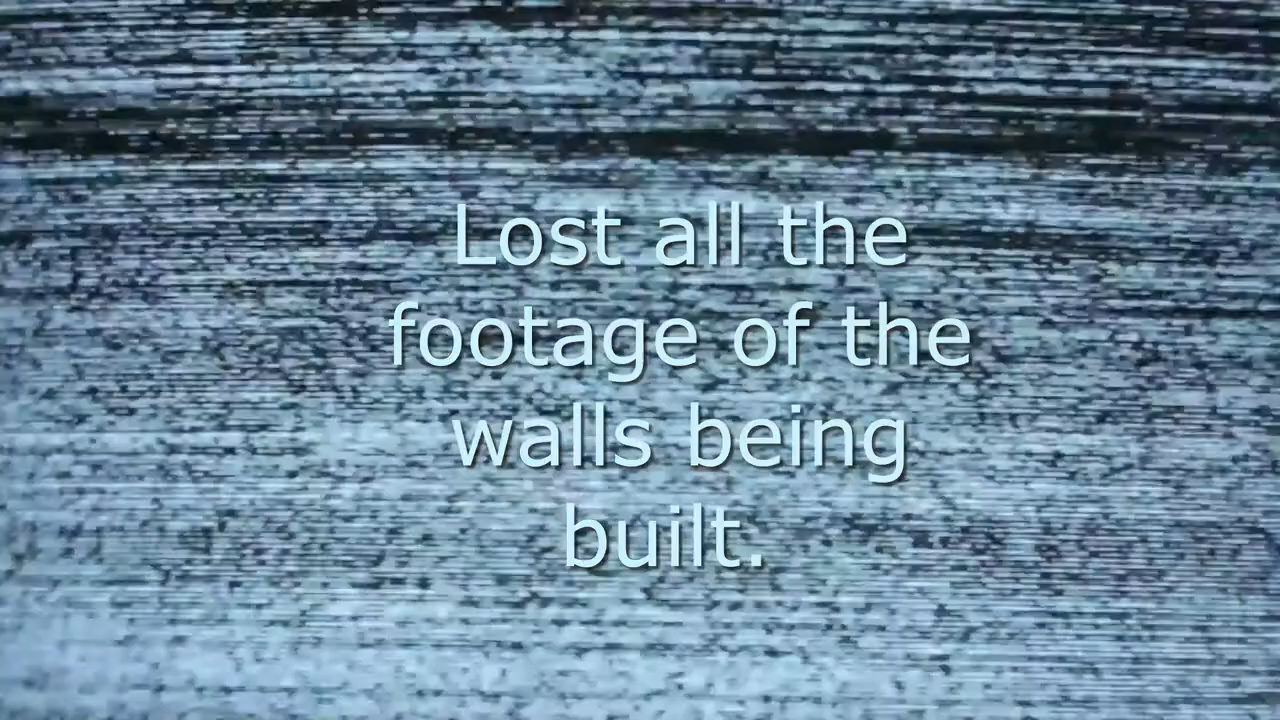 Lost all the
footage of the
walls being
built.